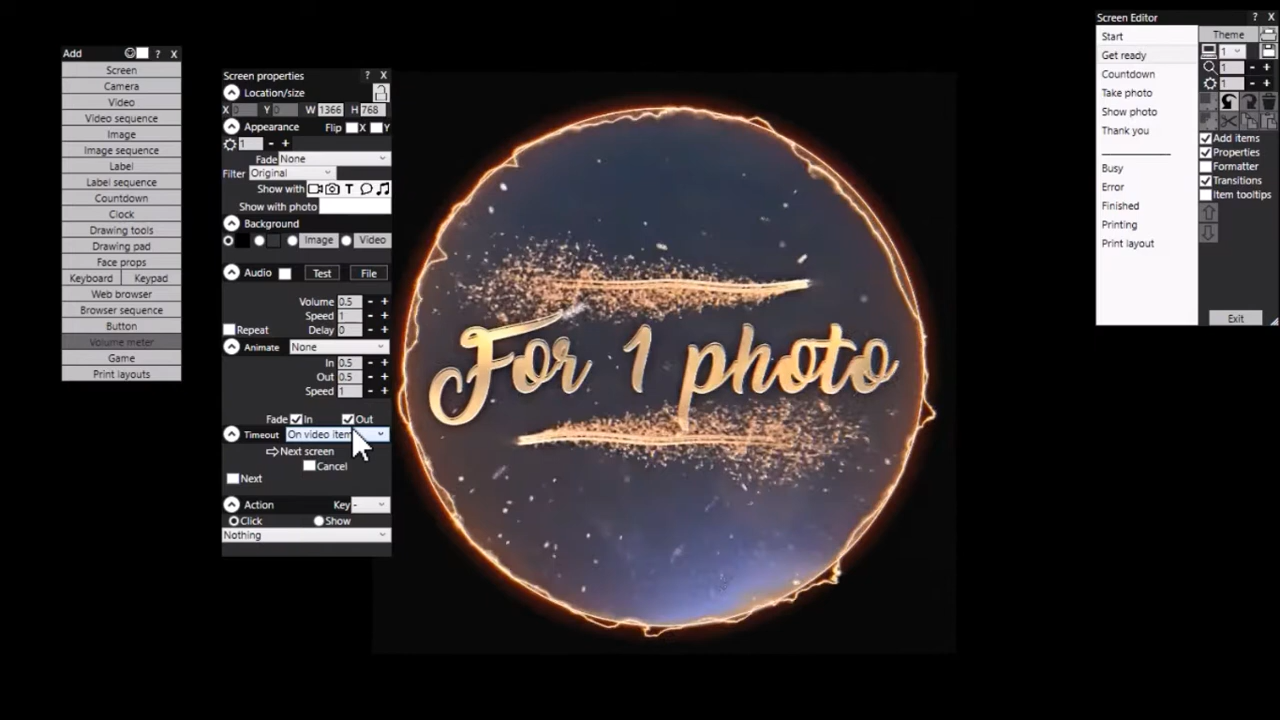 Add ? X
Screen
Camera
Video
Video sequence
Image
Image sequence
Label
Label sequence
Countdown
Clock
Drawing tools
Drawing pad
Face props
Keyboard Keypad
Web browser
Browser sequence
Button
Volume meter
Game
Print layouts
Screen properties ? X
Location/size
X 0 Y 0 W 1366 H 768
Appearance Flip X Y
1 - +
Fade None
Filter Original
Show with T
Show with photo
Background
Image Video
Audio Test File
Volume 0.5 - +
Speed 1 - +
Repeat Delay 0 - +
Animate None
In 0.5 - +
Out 0.5 - +
Speed 1 - +
Fade In Out
Timeout On video item
Next screen
Cancel
Next
Action Key -
Click Show
Nothing
For 1 photo
Screen Editor ? X
Start
Get ready
Countdown
Take photo
Show photo
Thank you
Busy
Error
Finished
Printing
Print layout
Theme
1
1 - +
1 - +
Add items
Properties
Formatter
Transitions
Item tooltips
Exit